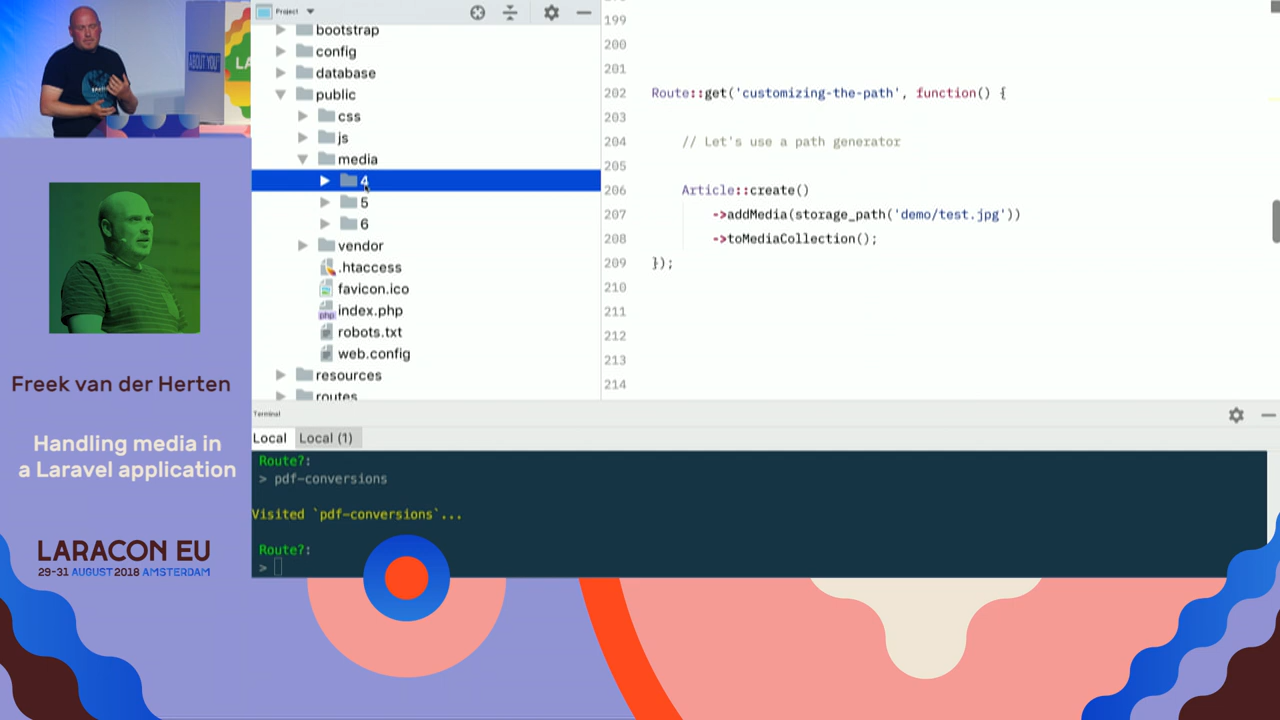 ABOUT YOU
LA
Freek van der Herten
Handling media in
a Laravel application
LARACON EU
29-31 AUGUST 2018 AMSTERDAM
Project
bootstrap
config
database
public
css
js
media
4
5
6
vendor
.htaccess
favicon.ico
php index.php
robots.txt
web.config
resources
routes
199
200
201
202 Route::get('customizing-the-path', function() {
203
204 // Let's use a path generator
205
206 Article::create()
207 ->addMedia(storage_path('demo/test.jpg'))
208 ->toMediaCollection();
209 });
210
211
212
213
214
Terminal
Local Local (1)
Route?:
> pdf-conversions
Visited `pdf-conversions`...
Route?:
>